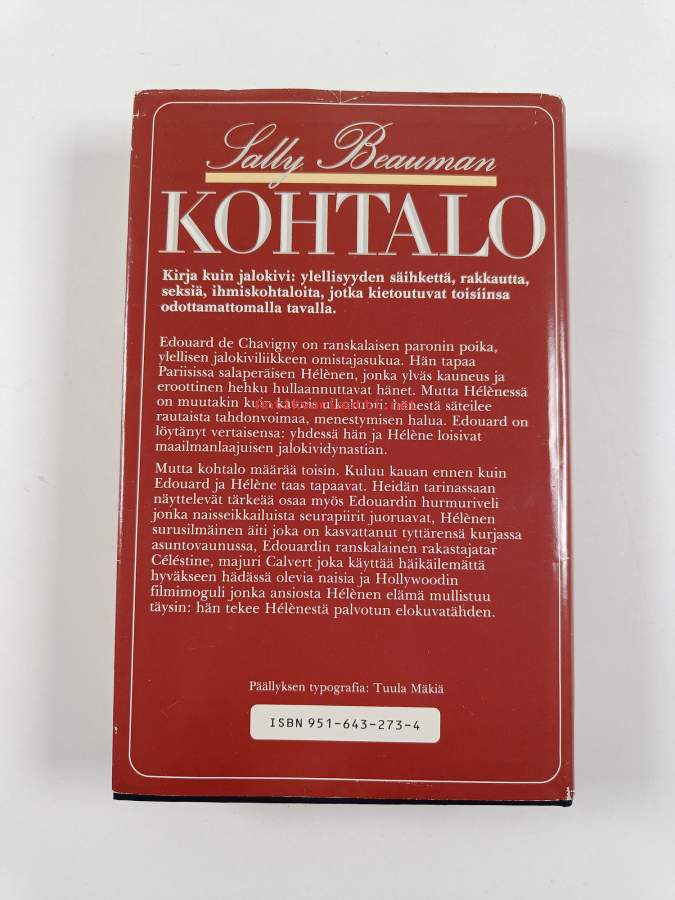 Sally Beauman
KOHTALO
Kirja kuin jalokivi: ylellisyyden säihkettä, rakkautta,
seksiä, ihmiskohtaloita, jotka kietoutuvat toisiinsa
odottamattomalla tavalla.
Edouard de Chavigny on ranskalaisen paronin poika,
ylellisen jalokiviliikkeen omistajasukua. Hän tapaa
Pariisissa salaperäisen Hélènen, jonka ylväs kauneus ja
eroottinen hehku hullaannuttavat hänet. Mutta Hélènessä
on muutakin kuin kaunis ulkokuori: hänestä säteilee
rautaista tahdonvoimaa, menestymisen halua. Edouard on
löytänyt vertaisensa: yhdessä hän ja Hélène loisivat
maailmanlaajuisen jalokividynastian.
Mutta kohtalo määrää toisin. Kuluu kauan ennen kuin
Edouard ja Hélène taas tapaavat. Heidän tarinassaan
näyttelevät tärkeää osaa myös Edouardin hurmuriveli
jonka naisseikkailuista seurapiirit juoruavat, Hélènen
surusilmäinen äiti joka on kasvattanut tyttärensä kurjassa
asuntovaunussa, Edouardin ranskalainen rakastajatar
Céléstine, majuri Calvert joka käyttää häikäilemättä
hyväkseen hädässä olevia naisia ja Hollywoodin
filmimoguli jonka ansiosta Hélènen elämä mullistuu
täysin: hän tekee Hélènestä palvotun elokuvatähden.
Päällyksen typografia: Tuula Mäkiä
ISBN 951-643-273-4